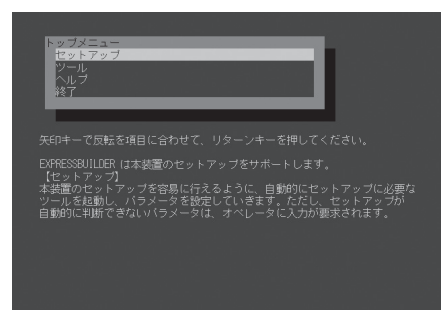 トップメニュー
セットアップ
ツール
ヘルプ
終了
矢印キーで反転を項目に合わせて、リターンキーを押してください。
EXPRESSBUILDER は本装置のセットアップをサポートします。
【セットアップ】
本装置のセットアップを容易に行えるように、自動的にセットアップに必要な
ツールを起動し、パラメータを設定していきます。ただし、セットアップが
自動的に判断できないパラメータは、オペレータに入力が要求されます。